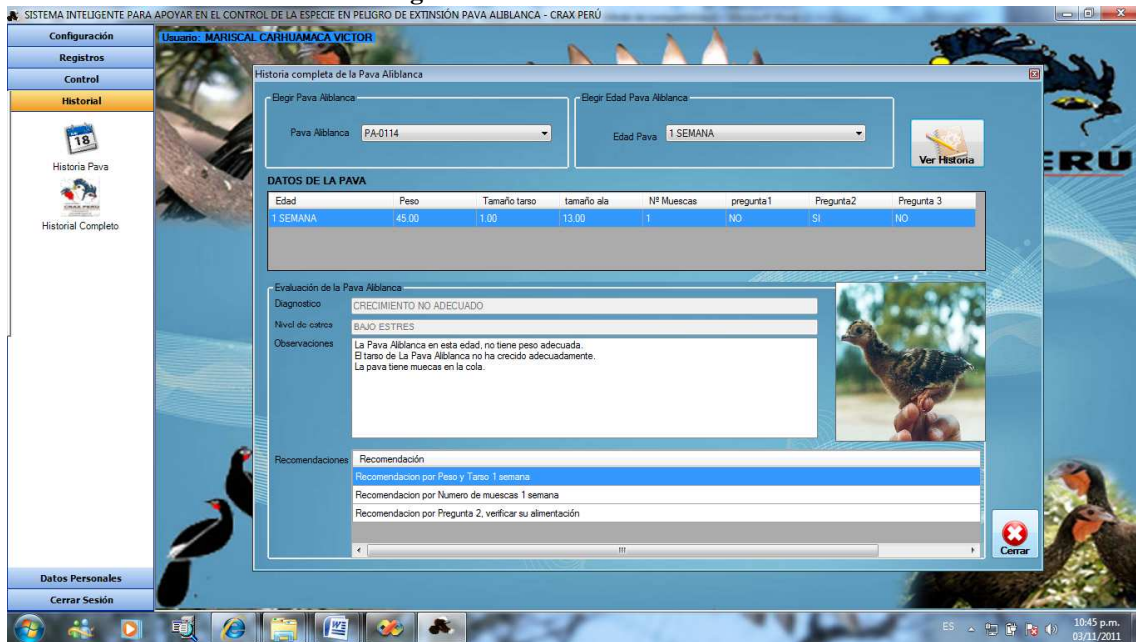 SISTEMA INTELIGENTE PARA APOYAR EN EL CONTROL DE LA ESPECIE EN PELIGRO DE EXTINSIÓN PAVA ALIBLANCA - CRAX PERÚ
Configuración
Registros
Control
Historial
18
Historia Pava
Historial Completo
Datos Personales
Cerrar Sesión
Usuario: MARISCAL CARHUAMACA VICTOR
ERÚ
Historia completa de la Pava Aliblanca
Elegir Pava Aliblanca
Pava Aliblanca PA-0114
Elegir Edad Pava Aliblanca
Edad Pava 1 SEMANA
Ver Historia
DATOS DE LA PAVA
Edad Peso Tamaño tarso tamaño ala Nº Muescas pregunta1 Pregunta2 Pregunta 3
1 SEMANA 45.00 1.00 13.00 1 NO SI NO
Evaluación de la Pava Aliblanca
Diagnostico CRECIMIENTO NO ADECUADO
Nivel de estres BAJO ESTRES
Observaciones La Pava Aliblanca en esta edad, no tiene peso adecuada.
El tarso de La Pava Aliblanca no ha crecido adecuadamente.
La pava tiene muecas en la cola.
Recomendaciones Recomendación
Recomendacion por Peso y Tarso 1 semana
Recomendacion por Numero de muescas 1 semana
Recomendacion por Pregunta 2, verificar su alimentación
Cerrar
ES
10:45 p.m.
03/11/2011